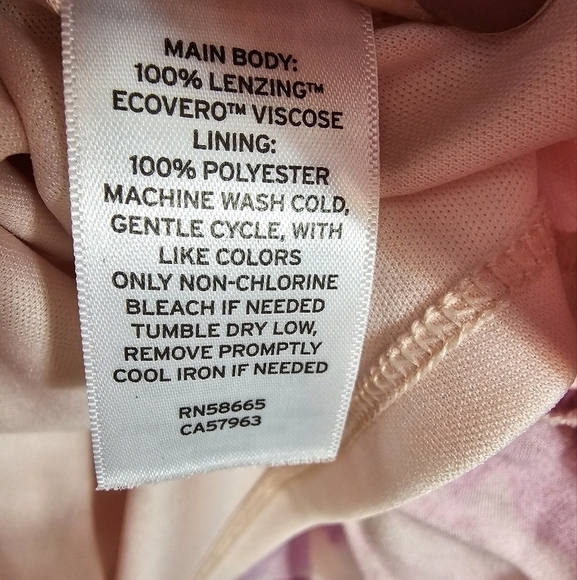 MAIN BODY:
100% LENZING™
ECOVERO™ VISCOSE
LINING:
100% POLYESTER
MACHINE WASH COLD,
GENTLE CYCLE, WITH
LIKE COLORS
ONLY NON-CHLORINE
BLEACH IF NEEDED
TUMBLE DRY LOW,
REMOVE PROMPTLY
COOL IRON IF NEEDED
RN58665
CA57963